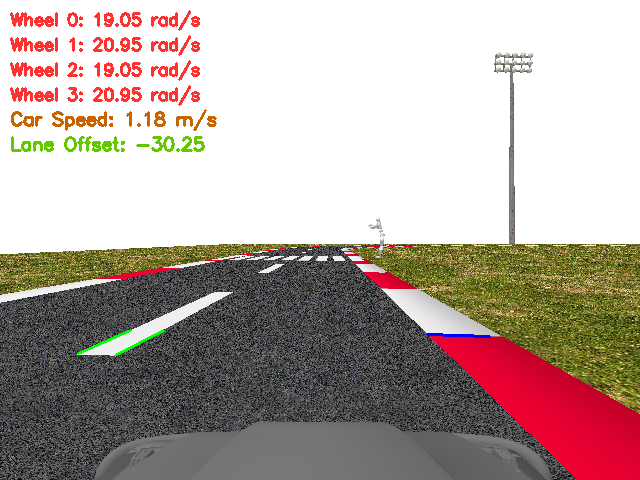 Wheel 0: 19.05 rad/s
Wheel 1: 20.95 rad/s
Wheel 2: 19.05 rad/s
Wheel 3: 20.95 rad/s
Car Speed: 1.18 m/s
Lane Offset: -30.25